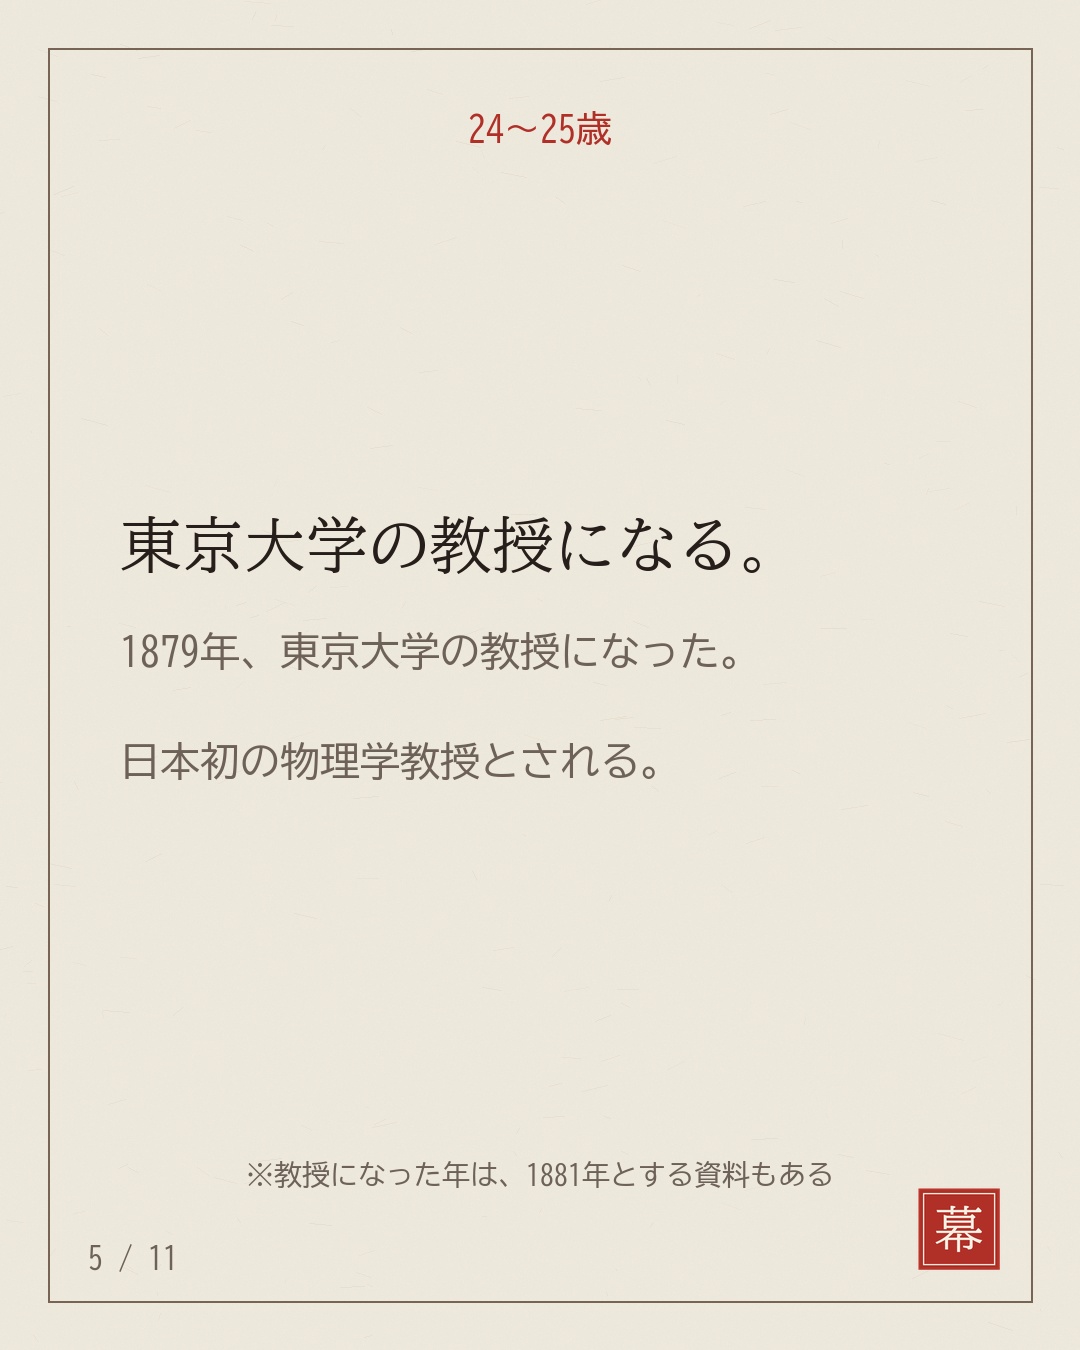 24〜25歳
東京大学の教授になる。
1879年、東京大学の教授になった。
日本初の物理学教授とされる。
※教授になった年は、1881年とする資料もある
5 / 11
幕